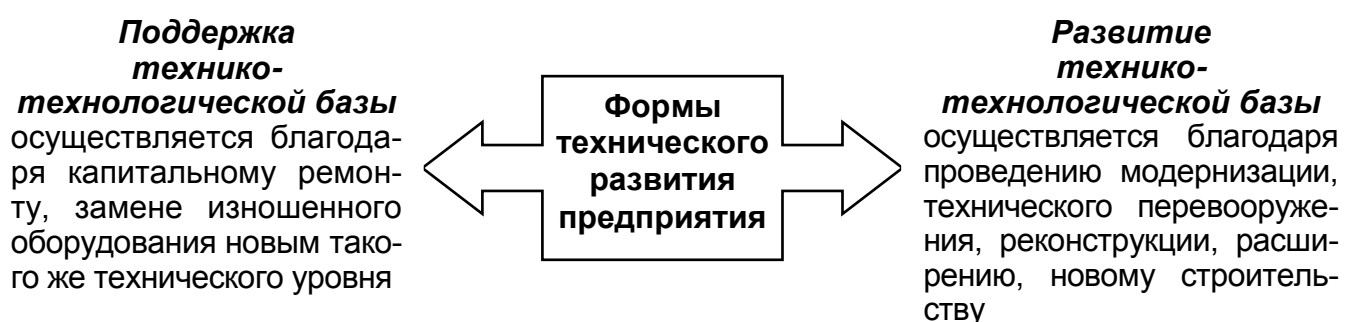 Поддержка
технико-
технологической базы
осуществляется благода-
ря капитальному ремон-
ту, замене изношенного
оборудования новым тако-
го же технического уровня
Формы
технического
развития
предприятия
Развитие
технико-
технологической базы
осуществляется благодаря
проведению модернизации,
технического перевооруже-
ния, реконструкции, расши-
рению, новому строитель-
ству